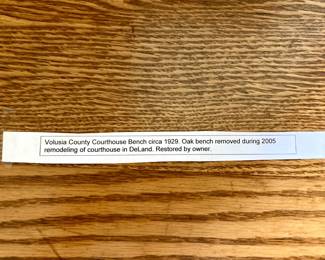 Volusia County Courthouse Bench circa 1929. Oak bench removed during 2005
remodeling of courthouse in DeLand. Restored by owner.